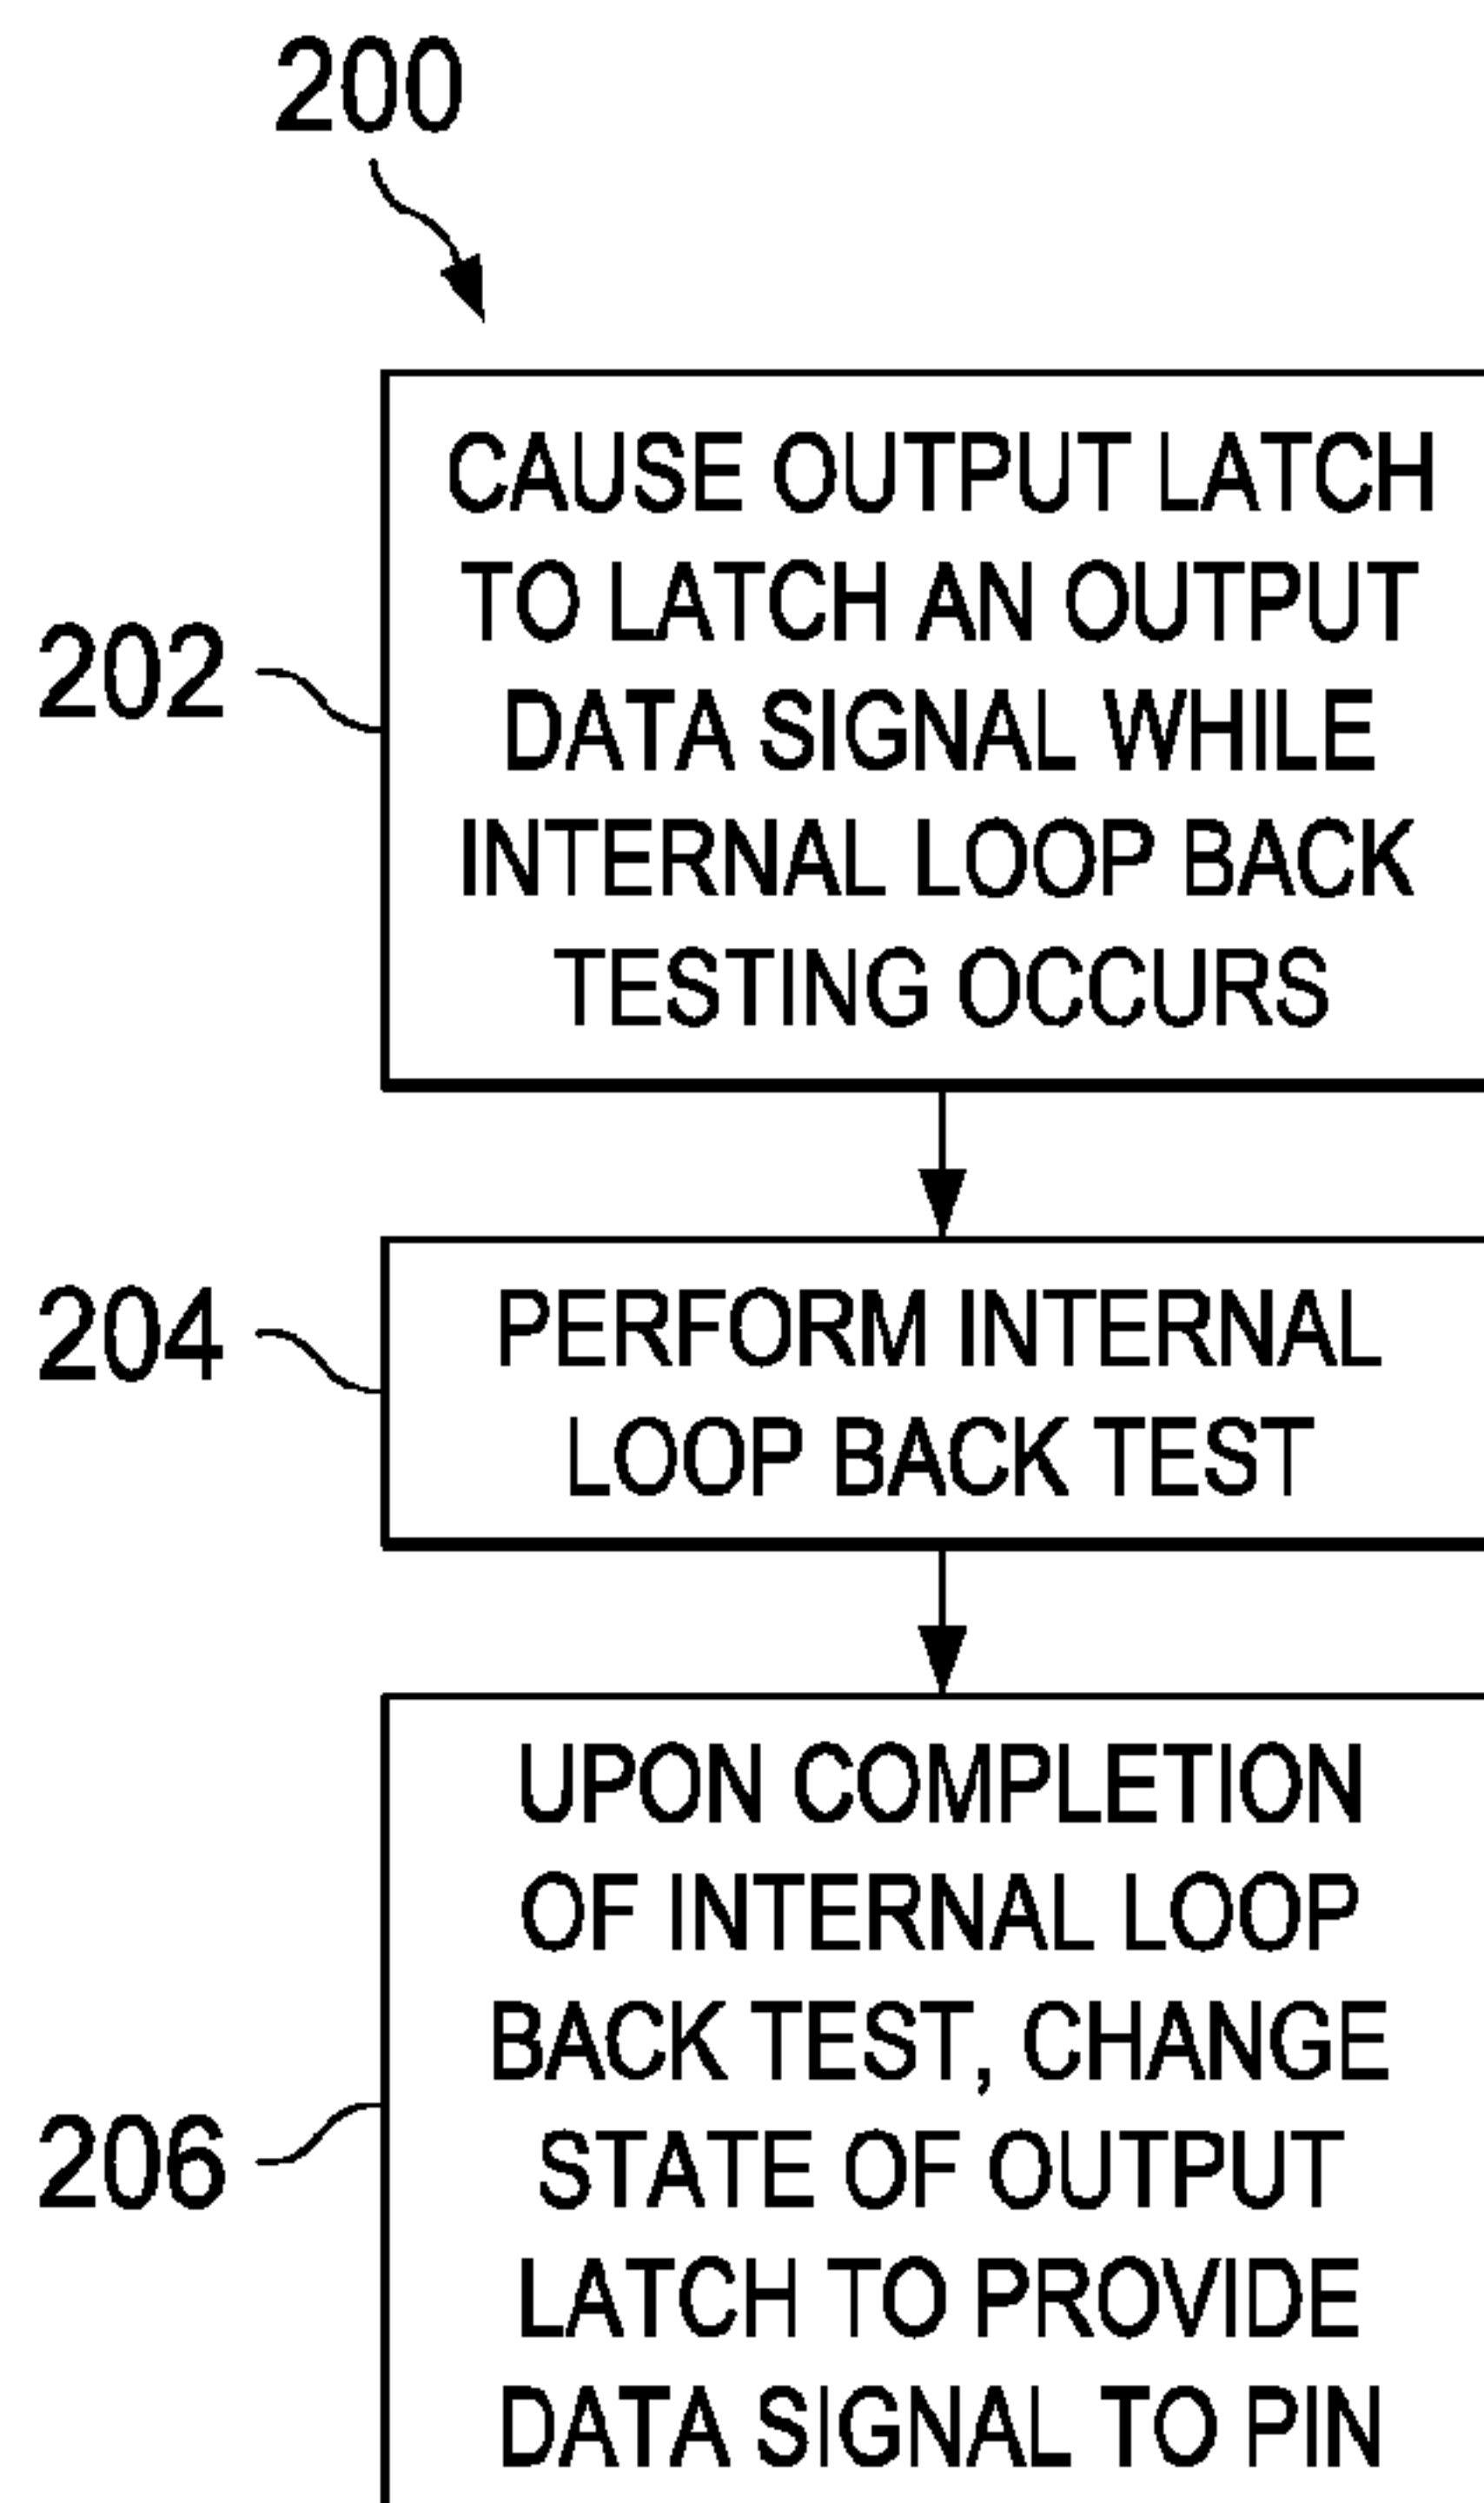 200
202
CAUSE OUTPUT LATCH
TO LATCH AN OUTPUT
DATA SIGNAL WHILE
INTERNAL LOOP BACK
TESTING OCCURS
204
PERFORM INTERNAL
LOOP BACK TEST
206
UPON COMPLETION
OF INTERNAL LOOP
BACK TEST, CHANGE
STATE OF OUTPUT
LATCH TO PROVIDE
DATA SIGNAL TO PIN